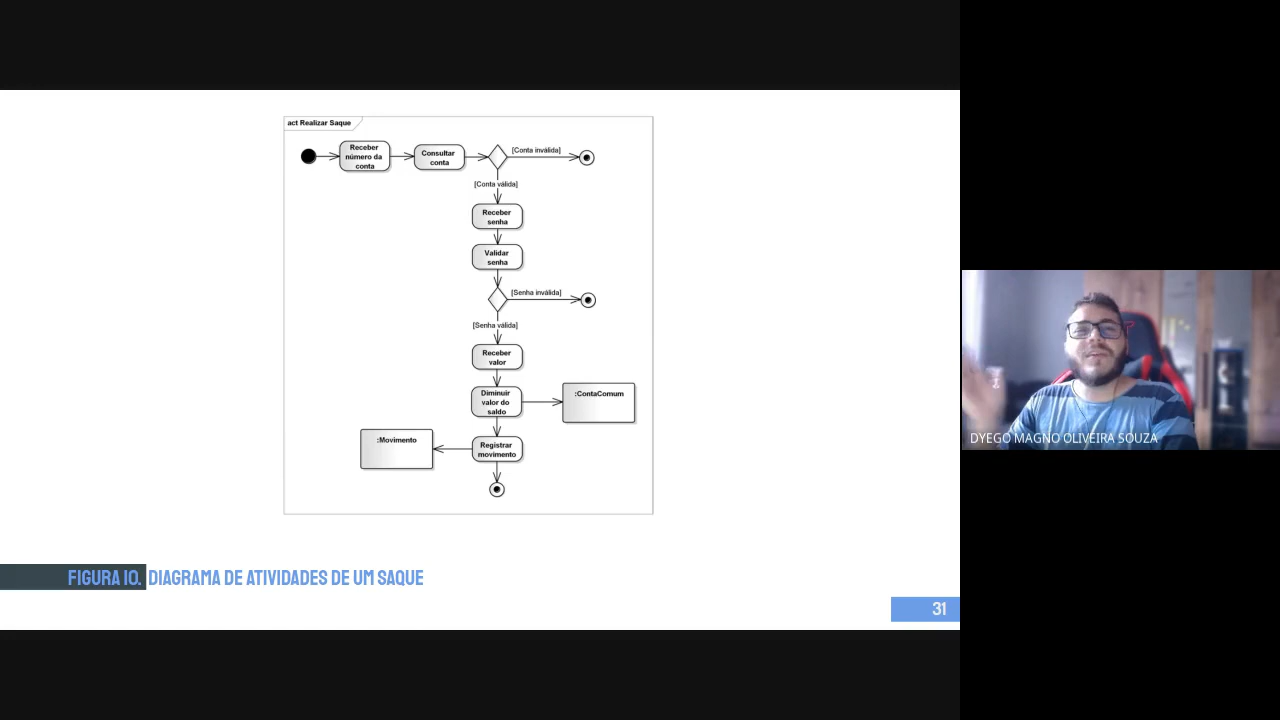 act Realizar Saque
Receber
número da
conta
Consultar
conta
[Conta inválida]
[Conta válida]
Receber
senha
Validar
senha
[Senha inválida]
[Senha válida]
Receber
valor
Diminuir
valor do
saldo
:ContaComum
:Movimento
Registrar
movimento
FIGURA 10. DIAGRAMA DE ATIVIDADES DE UM SAQUE
31
DYEGO MAGNO OLIVEIRA SOUZA